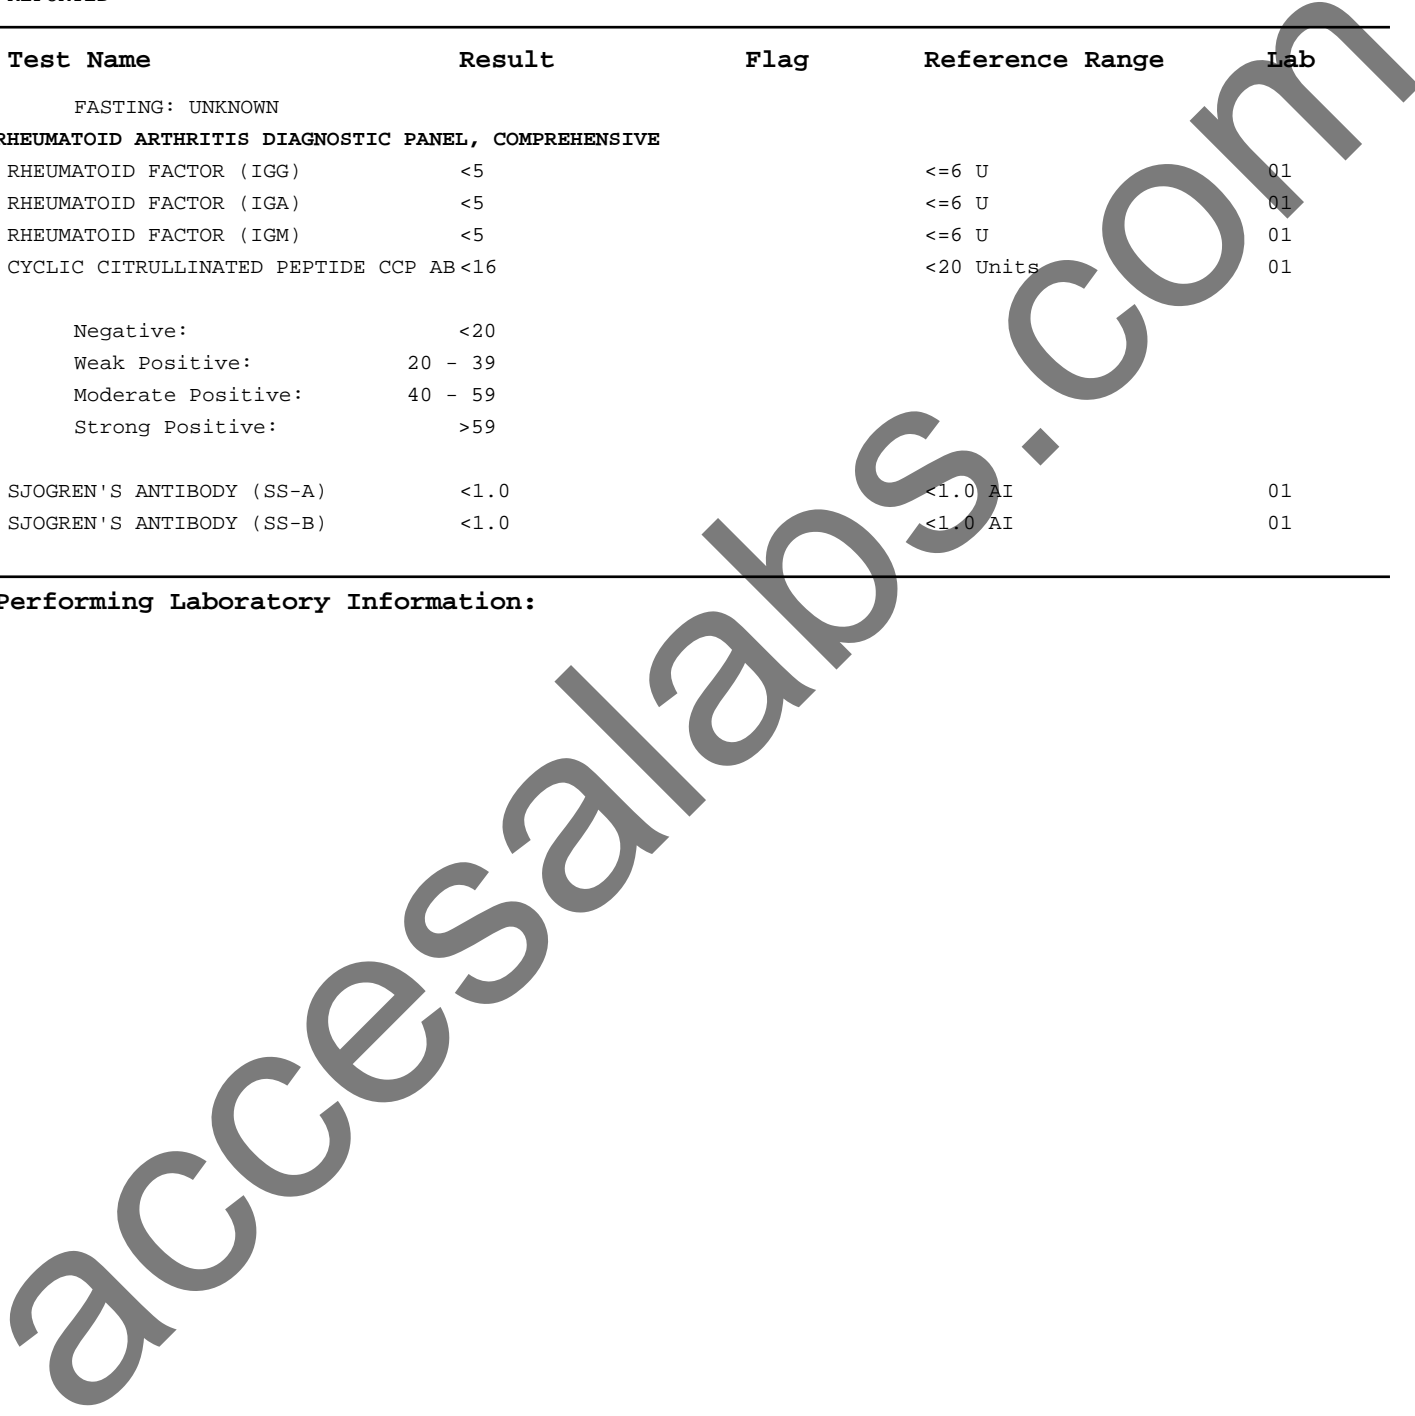 Test Name Result Flag Reference Range Lab
FASTING: UNKNOWN
RHEUMATOID ARTHRITIS DIAGNOSTIC PANEL, COMPREHENSIVE
RHEUMATOID FACTOR (IGG) <5 <=6 U 01
RHEUMATOID FACTOR (IGA) <5 <=6 U 01
RHEUMATOID FACTOR (IGM) <5 <=6 U 01
CYCLIC CITRULLINATED PEPTIDE CCP AB <16 <20 Units 01
Negative: <20
Weak Positive: 20 - 39
Moderate Positive: 40 - 59
Strong Positive: >59
SJOGREN'S ANTIBODY (SS-A) <1.0 <1.0 AI 01
SJOGREN'S ANTIBODY (SS-B) <1.0 <1.0 AI 01
Performing Laboratory Information:
accesalabs.com